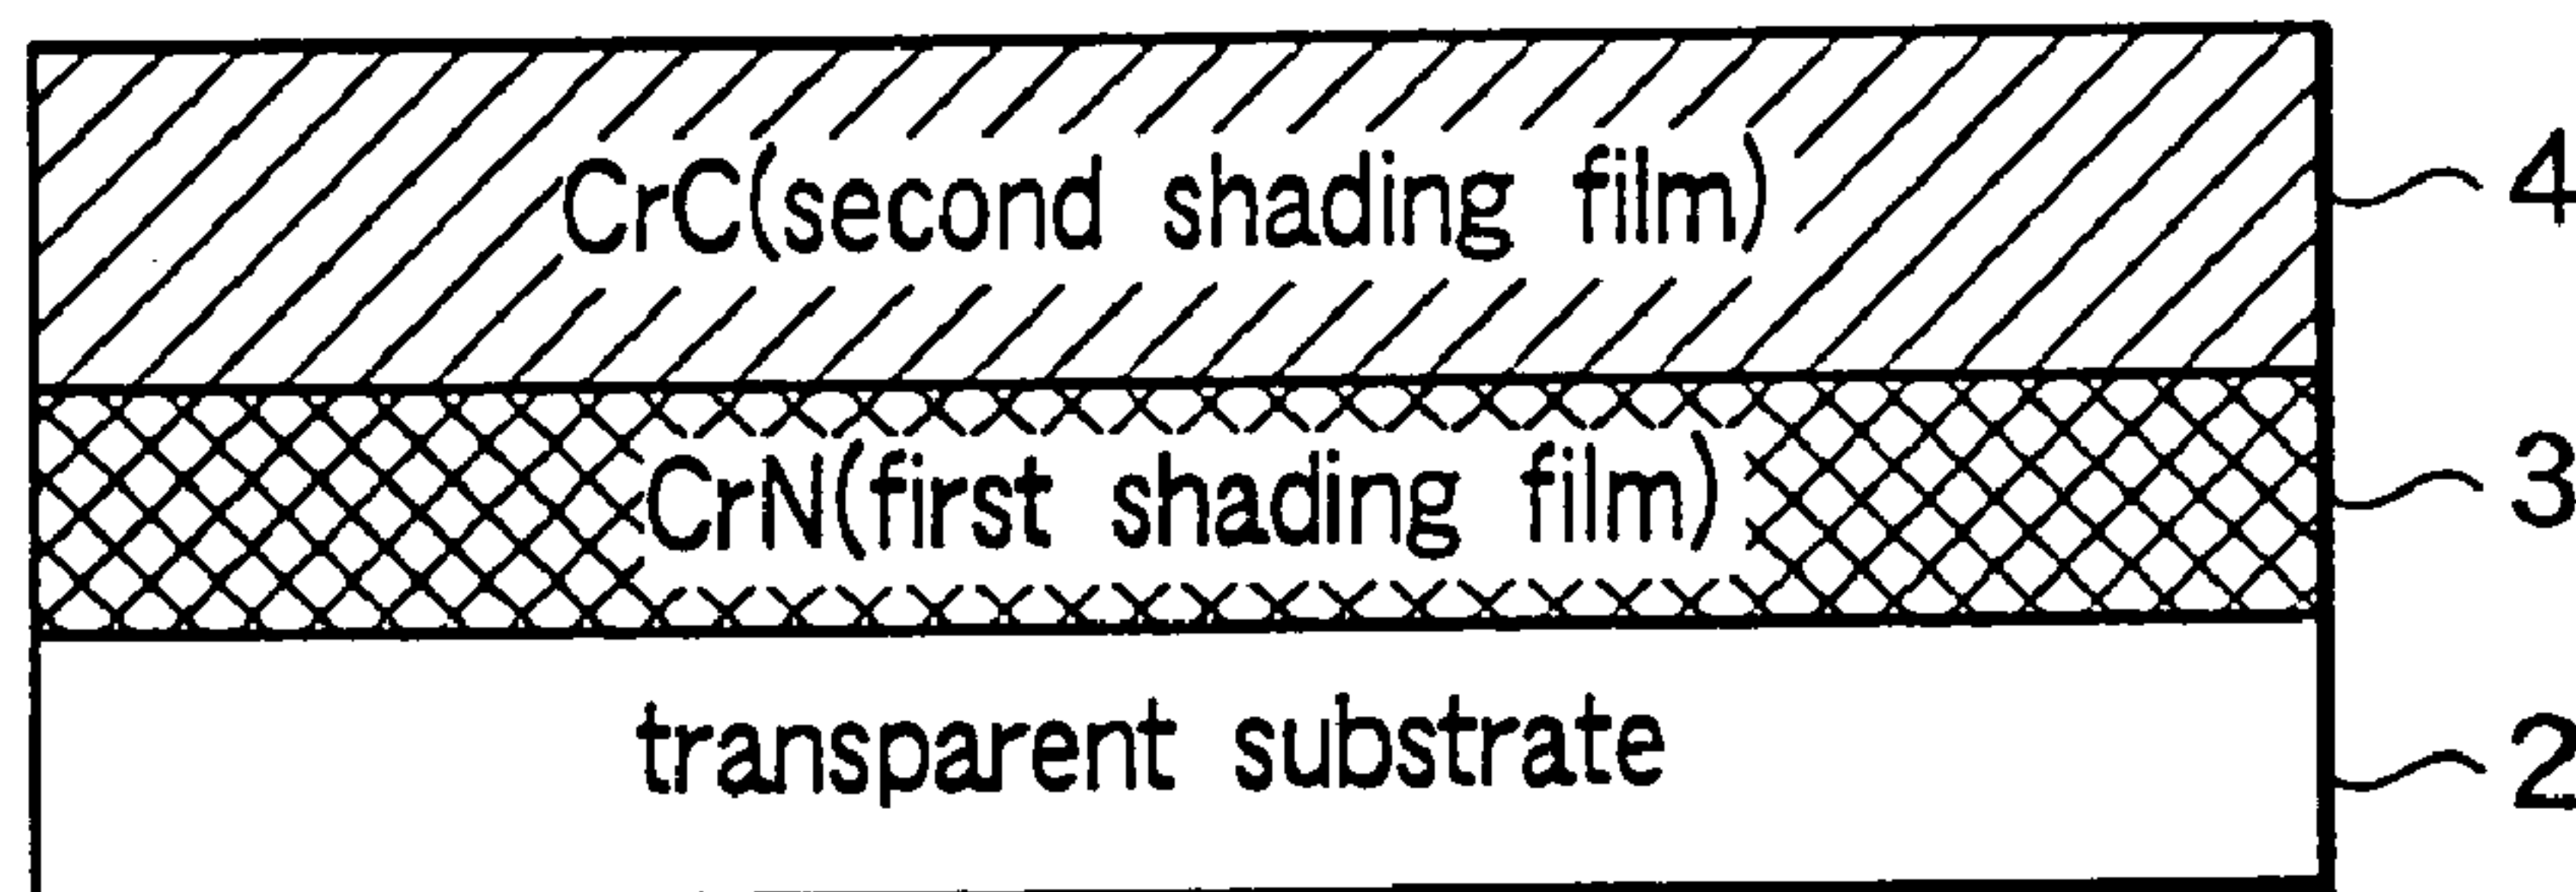 CrC(second shading film) 4
CrN(first shading film) 3
transparent substrate 2